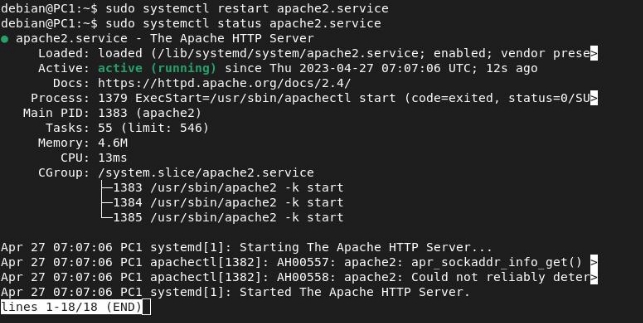 debian@PC1:~$ sudo systemctl restart apache2.service
debian@PC1:~$ sudo systemctl status apache2.service
● apache2.service - The Apache HTTP Server
     Loaded: loaded (/lib/systemd/system/apache2.service; enabled; vendor prese>
     Active: active (running) since Thu 2023-04-27 07:07:06 UTC; 12s ago
       Docs: https://httpd.apache.org/docs/2.4/
    Process: 1379 ExecStart=/usr/sbin/apachectl start (code=exited, status=0/SU>
   Main PID: 1383 (apache2)
      Tasks: 55 (limit: 546)
     Memory: 4.6M
        CPU: 13ms
     CGroup: /system.slice/apache2.service
             ├─1383 /usr/sbin/apache2 -k start
             ├─1384 /usr/sbin/apache2 -k start
             └─1385 /usr/sbin/apache2 -k start

Apr 27 07:07:06 PC1 systemd[1]: Starting The Apache HTTP Server...
Apr 27 07:07:06 PC1 apachectl[1382]: AH00557: apache2: apr_sockaddr_info_get() >
Apr 27 07:07:06 PC1 apachectl[1382]: AH00558: apache2: Could not reliably deter>
Apr 27 07:07:06 PC1 systemd[1]: Started The Apache HTTP Server.
lines 1-18/18 (END)